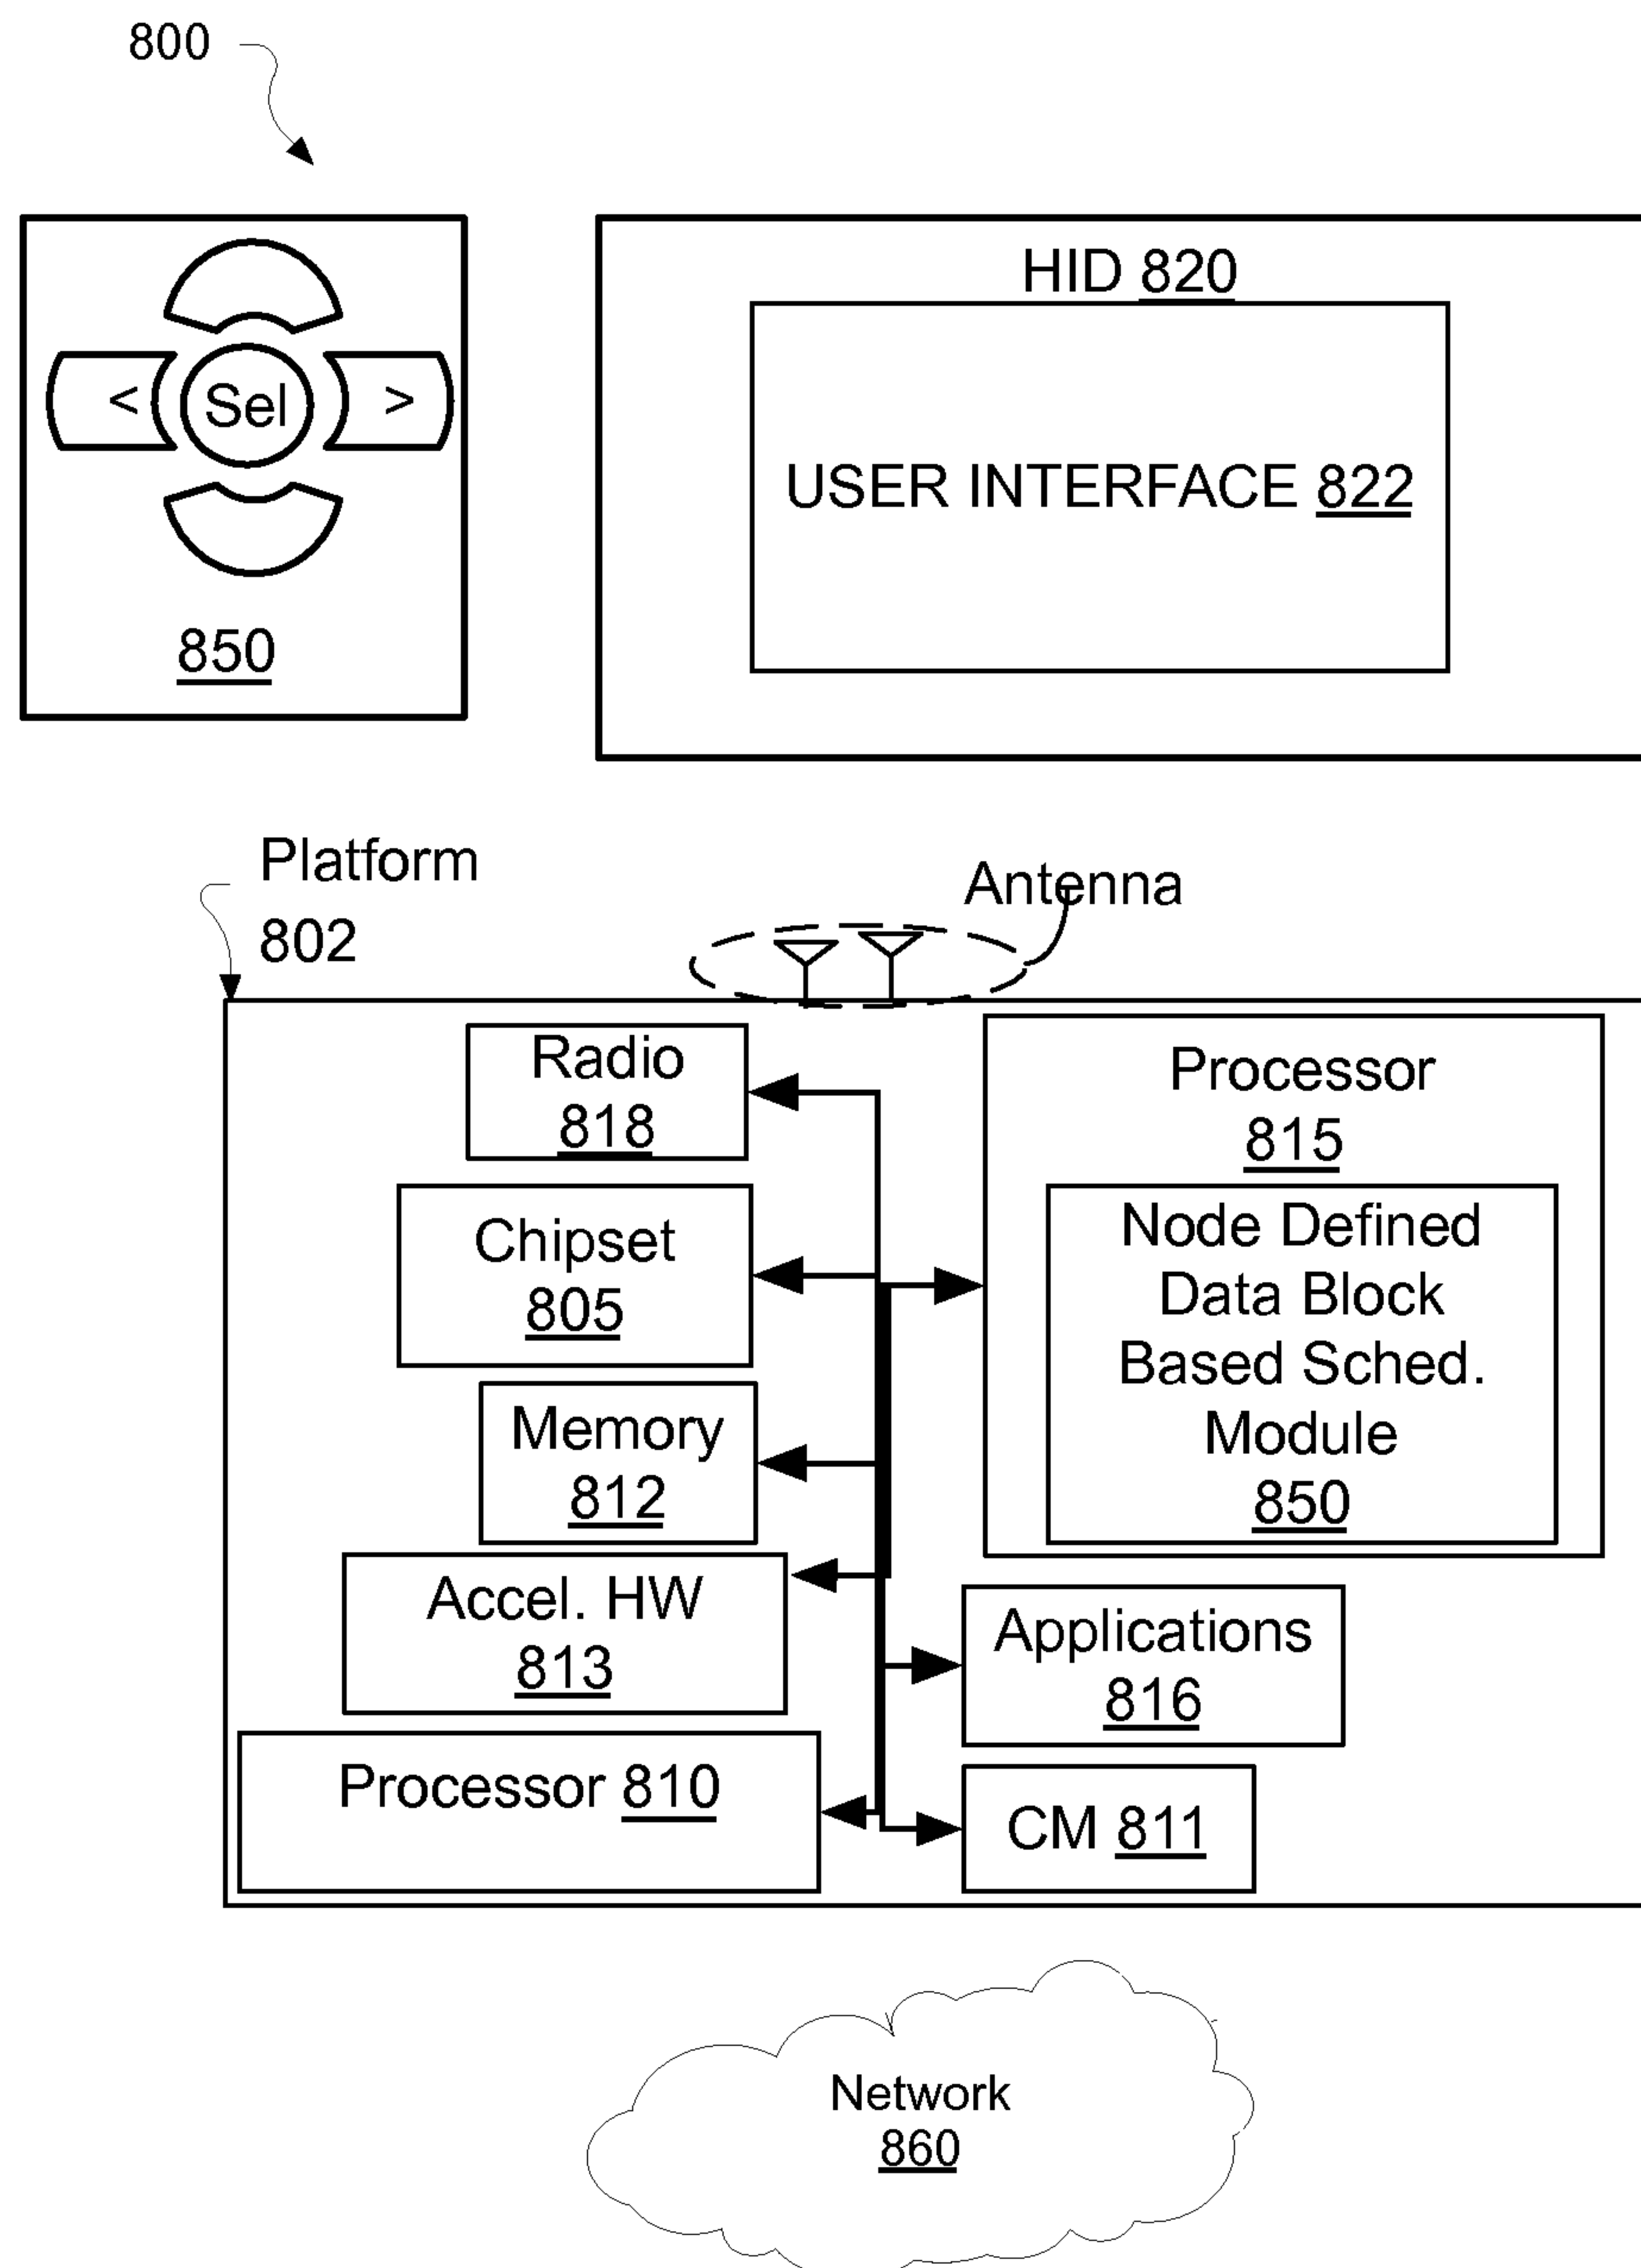 800
HID 820
<
Sel
>
USER INTERFACE 822
850
Platform
802
Antenna
Radio
818
Processor
815
Chipset
805
Node Defined
Data Block
Based Sched.
Module
850
Memory
812
Accel. HW
813
Applications
816
Processor 810
CM 811
Network
860